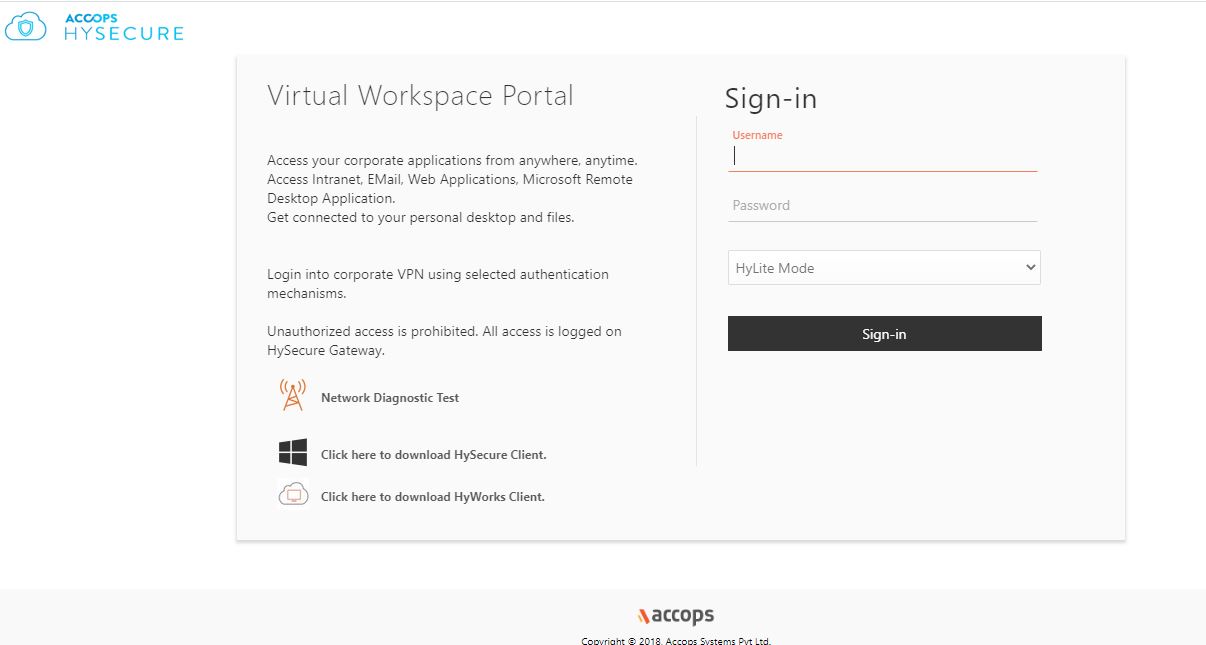 ACCOPS
HYSECURE
Virtual Workspace Portal
Access your corporate applications from anywhere, anytime.
Access Intranet, EMail, Web Applications, Microsoft Remote
Desktop Application.
Get connected to your personal desktop and files.
Login into corporate VPN using selected authentication
mechanisms.
Unauthorized access is prohibited. All access is logged on
HySecure Gateway.
Network Diagnostic Test
Click here to download HySecure Client.
Click here to download HyWorks Client.
Sign-in
Username
Password
HyLite Mode
Sign-in
accops
Copyright © 2018. Accops Systems Pvt Ltd.